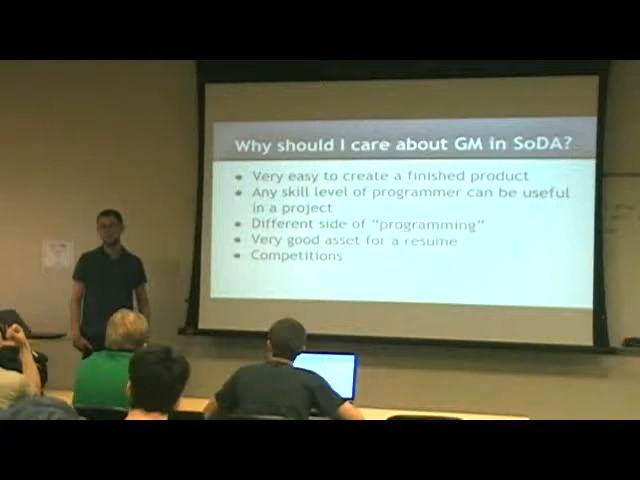 Why should I care about GM in SoDA?
Very easy to create a finished product
Any skill level of programmer can be useful
in a project
Different side of "programming"
Very good asset for a resume
Competitions